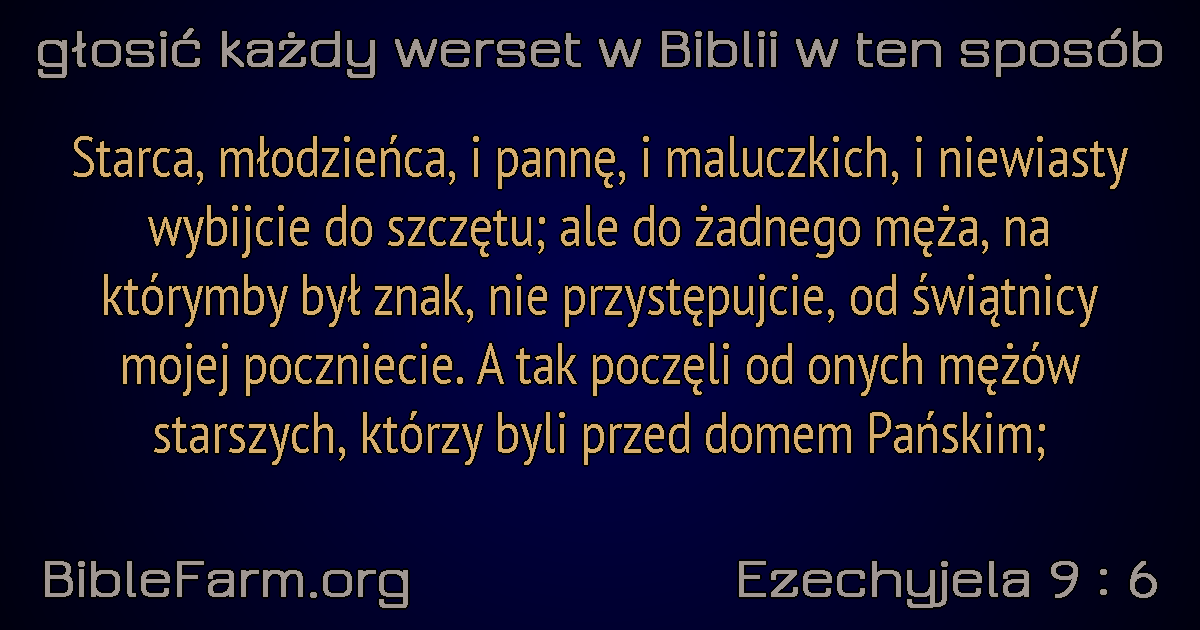 głosić każdy werset w Biblii w ten sposób
Starca, młodzieńca, i pannę, i maluczkich, i niewiasty
wybijcie do szczętu; ale do żadnego męża, na
którymby był znak, nie przystępujcie, od świątnicy
mojej poczniecie. A tak poczęli od onych mężów
starszych, którzy byli przed domem Pańskim;
BibleFarm.org
Ezechyjela 9 : 6